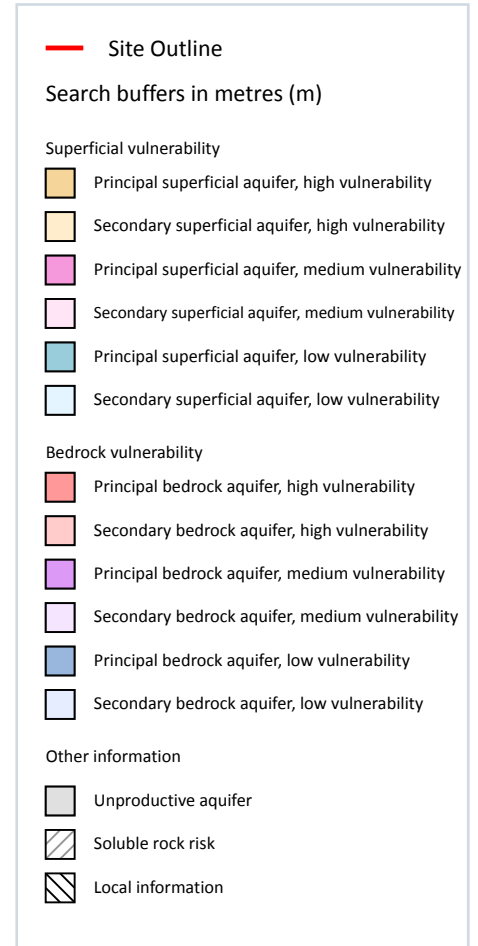 Site Outline
Search buffers in metres (m)
Superficial vulnerability
Principal superficial aquifer, high vulnerability
Secondary superficial aquifer, high vulnerability
Principal superficial aquifer, medium vulnerability
Secondary superficial aquifer, medium vulnerability
Principal superficial aquifer, low vulnerability
Secondary superficial aquifer, low vulnerability
Bedrock vulnerability
Principal bedrock aquifer, high vulnerability
Secondary bedrock aquifer, high vulnerability
Principal bedrock aquifer, medium vulnerability
Secondary bedrock aquifer, medium vulnerability
Principal bedrock aquifer, low vulnerability
Secondary bedrock aquifer, low vulnerability
Other information
Unproductive aquifer
Soluble rock risk
Local information